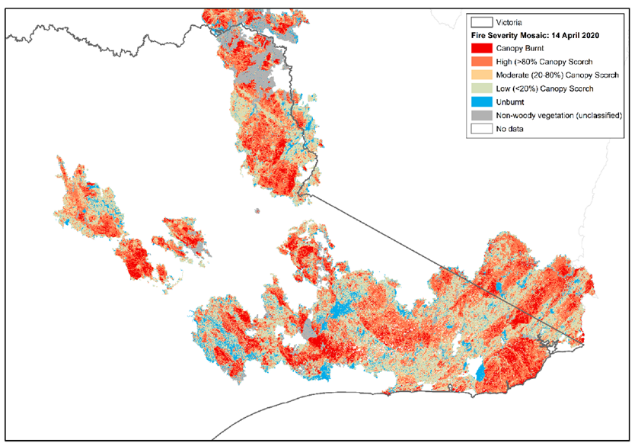 Victoria
Fire Severity Mosaic: 14 April 2020
Canopy Burnt
High (>80% Canopy Scorch
Moderate (20-80%) Canopy Scorch
Low (<20%) Canopy Scorch
Unburnt
Non-woody vegetation (unclassified)
No data